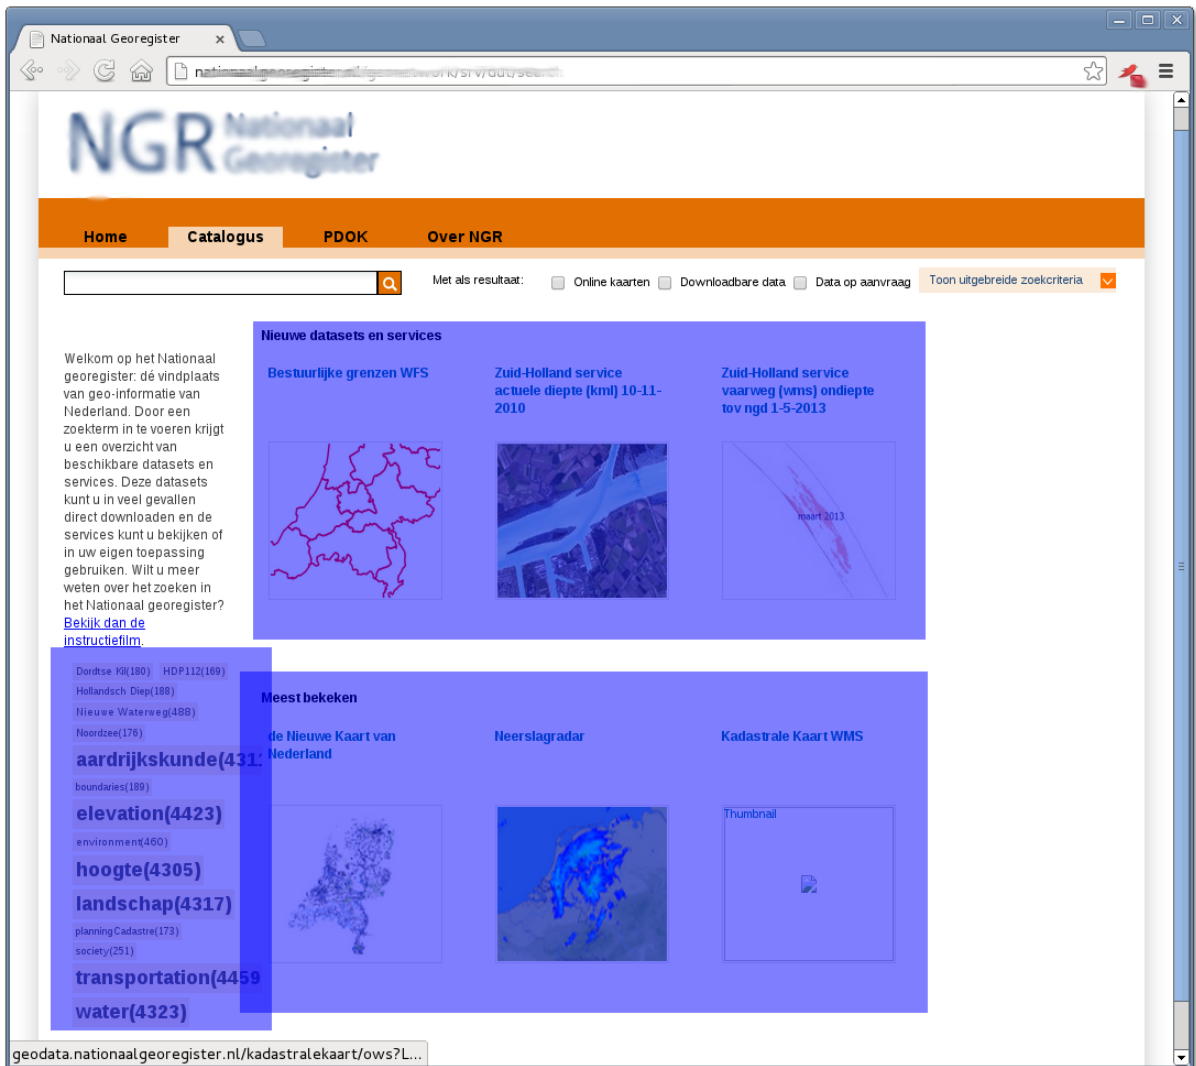 Nationaal Georegister
NGR Nationaal
Georegister
Home Catalogus PDOK Over NGR
Met als resultaat: Online kaarten Downloadbare data Data op aanvraag Toon uitgebreide zoekcriteria
Welkom op het Nationaal
georegister: dé vindplaats
van geo-informatie van
Nederland. Door een
zoekterm in te voeren krijgt
u een overzicht van
beschikbare datasets en
services. Deze datasets
kunt u in veel gevallen
direct downloaden en de
services kunt u bekijken of
in uw eigen toepassing
gebruiken. Wilt u meer
weten over het zoeken in
het Nationaal georegister?
Bekijk dan de
instructiefilm.
Nieuwe datasets en services
Bestuurlijke grenzen WFS
Zuid-Holland service
actuele diepte (kml) 10-11-
2010
Zuid-Holland service
vaarweg (wms) ondiepte
tov ngd 1-5-2013
maart 2013
Dordtse Kil(180) HDP112(169)
Hollandsch Diep(188)
Nieuwe Waterweg(488)
Noordzee(176)
aardrijkskunde(431
boundaries(189)
elevation(4423)
environment(460)
hoogte(4305)
landschap(4317)
planningCadastre(173)
society(251)
transportation(4459
water(4323)
Meest bekeken
de Nieuwe Kaart van
Nederland
Neerslagradar
Kadastrale Kaart WMS
Thumbnail
geodata.nationaalgeoregister.nl/kadastralekaart/ows?L...